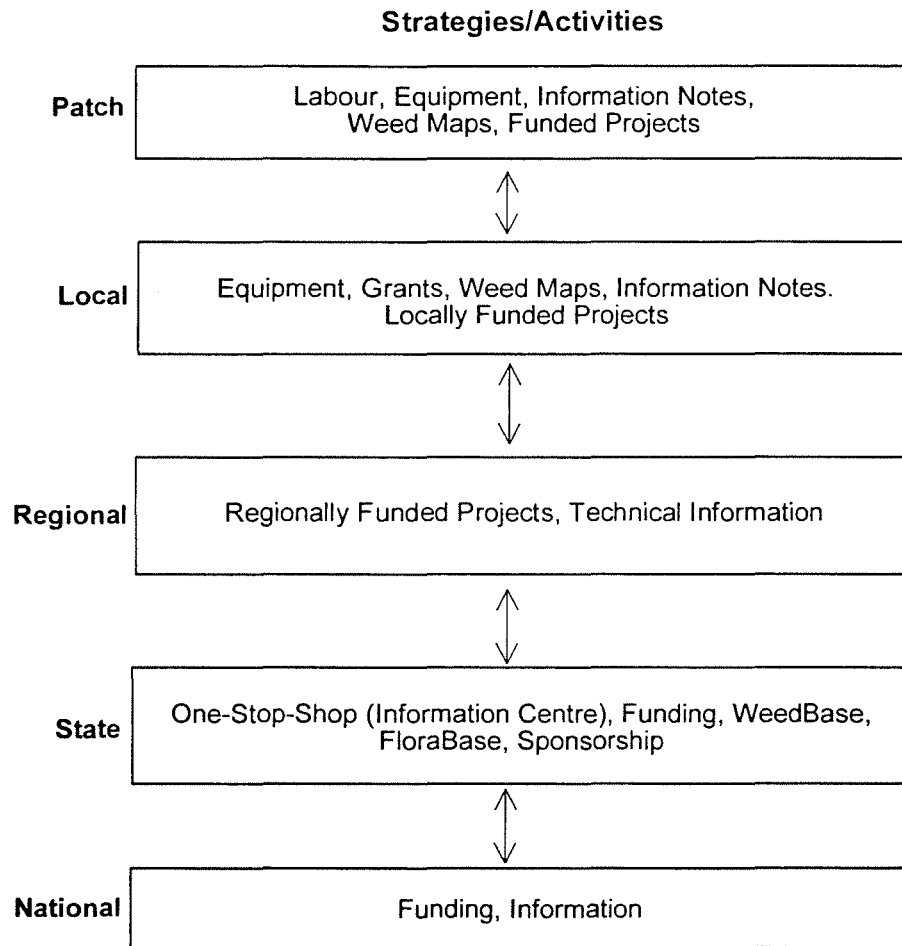 Strategies/Activities
Patch
Labour, Equipment, Information Notes,
Weed Maps, Funded Projects
Local
Equipment, Grants, Weed Maps, Information Notes.
Locally Funded Projects
Regional
Regionally Funded Projects, Technical Information
State
One-Stop-Shop (Information Centre), Funding, WeedBase,
FloraBase, Sponsorship
National
Funding, Information